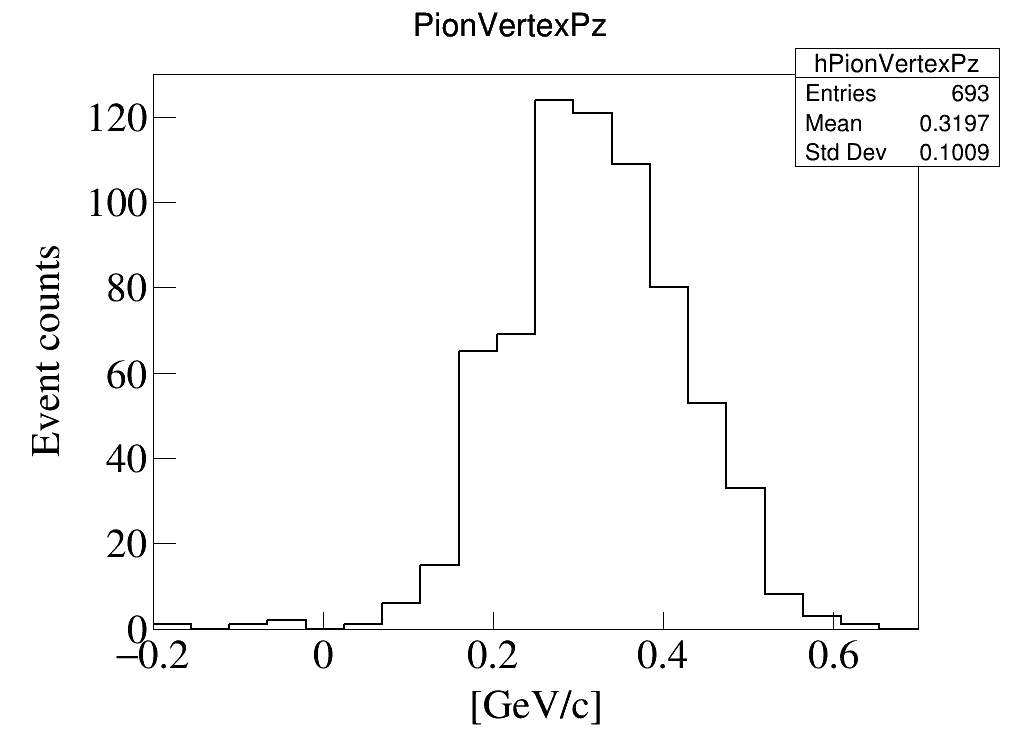 PionVertexPz
hPionVertexPz
Entries 693
Mean 0.3197
Std Dev 0.1009
120
100
80
60
40
20
0
Event counts
−0.2 0 0.2 0.4 0.6
[GeV/c]